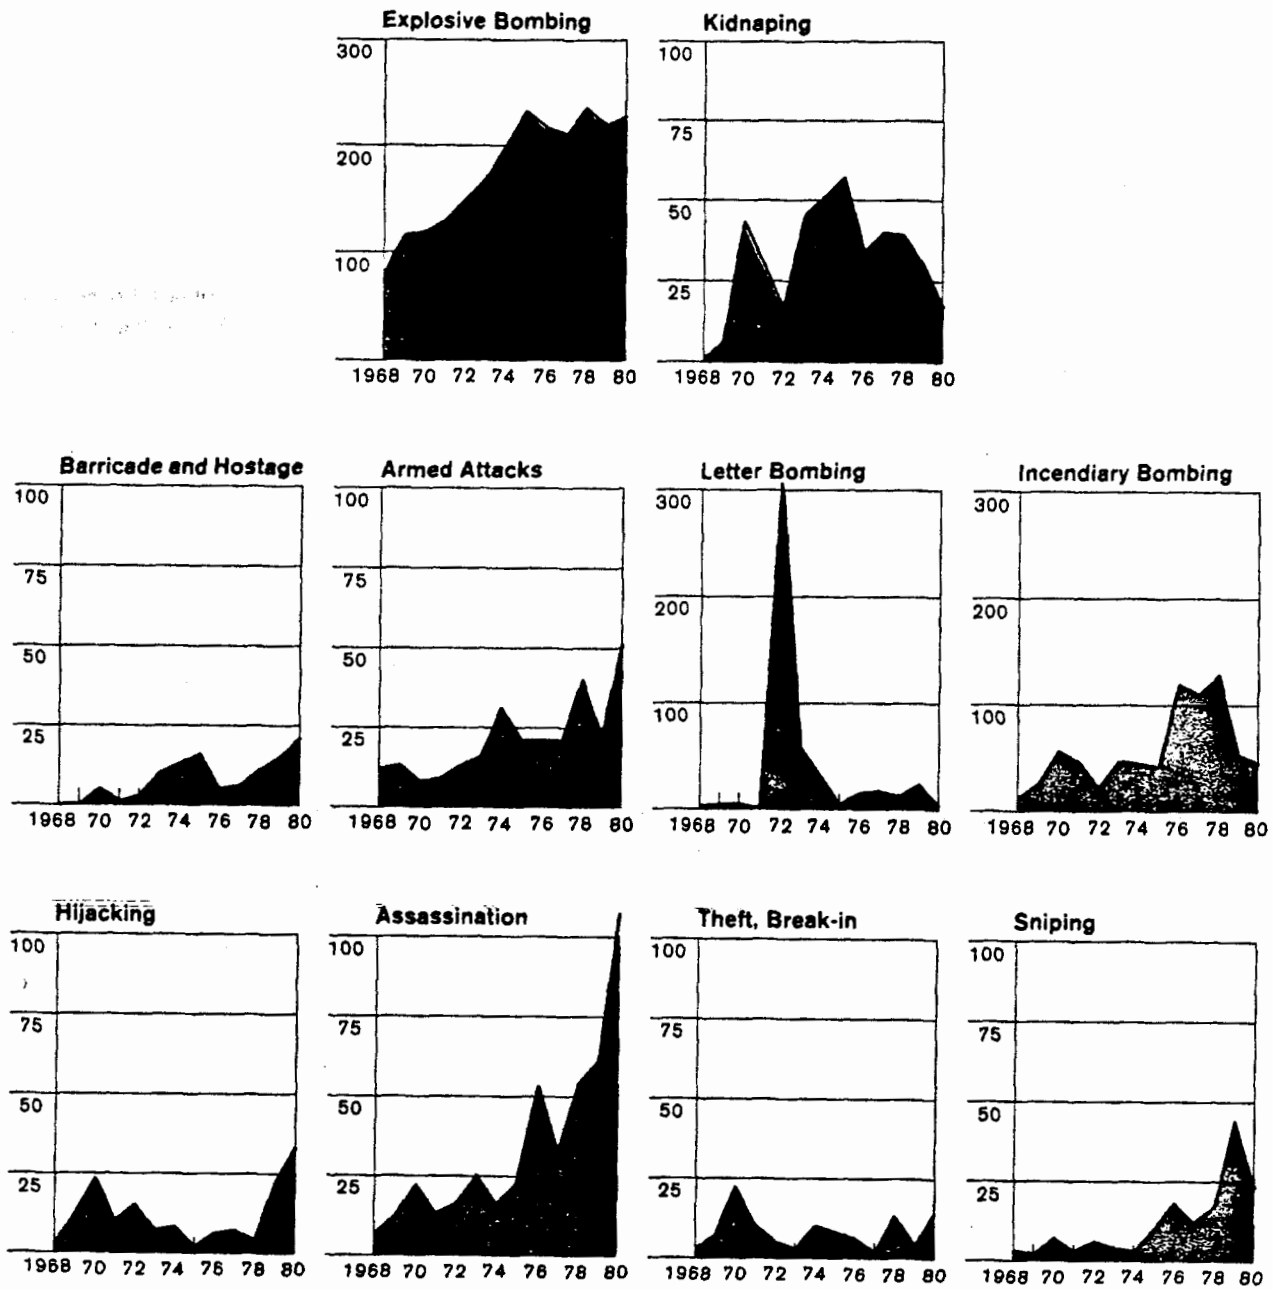 Explosive Bombing
300
200
100
1968 70 72 74 76 78 80
Kidnaping
100
75
50
25
1968 70 72 74 76 78 80
Barricade and Hostage
100
75
50
25
1968 70 72 74 76 78 80
Armed Attacks
100
75
50
25
1968 70 72 74 76 78 80
Letter Bombing
300
200
100
1968 70 72 74 76 78 80
Incendiary Bombing
300
200
100
1968 70 72 74 76 78 80
Hijacking
100
75
50
25
1968 70 72 74 76 78 80
Assassination
100
75
50
25
1968 70 72 74 76 78 80
Theft, Break-in
100
75
50
25
1968 70 72 74 76 78 80
Sniping
100
75
50
25
1968 70 72 74 76 78 80